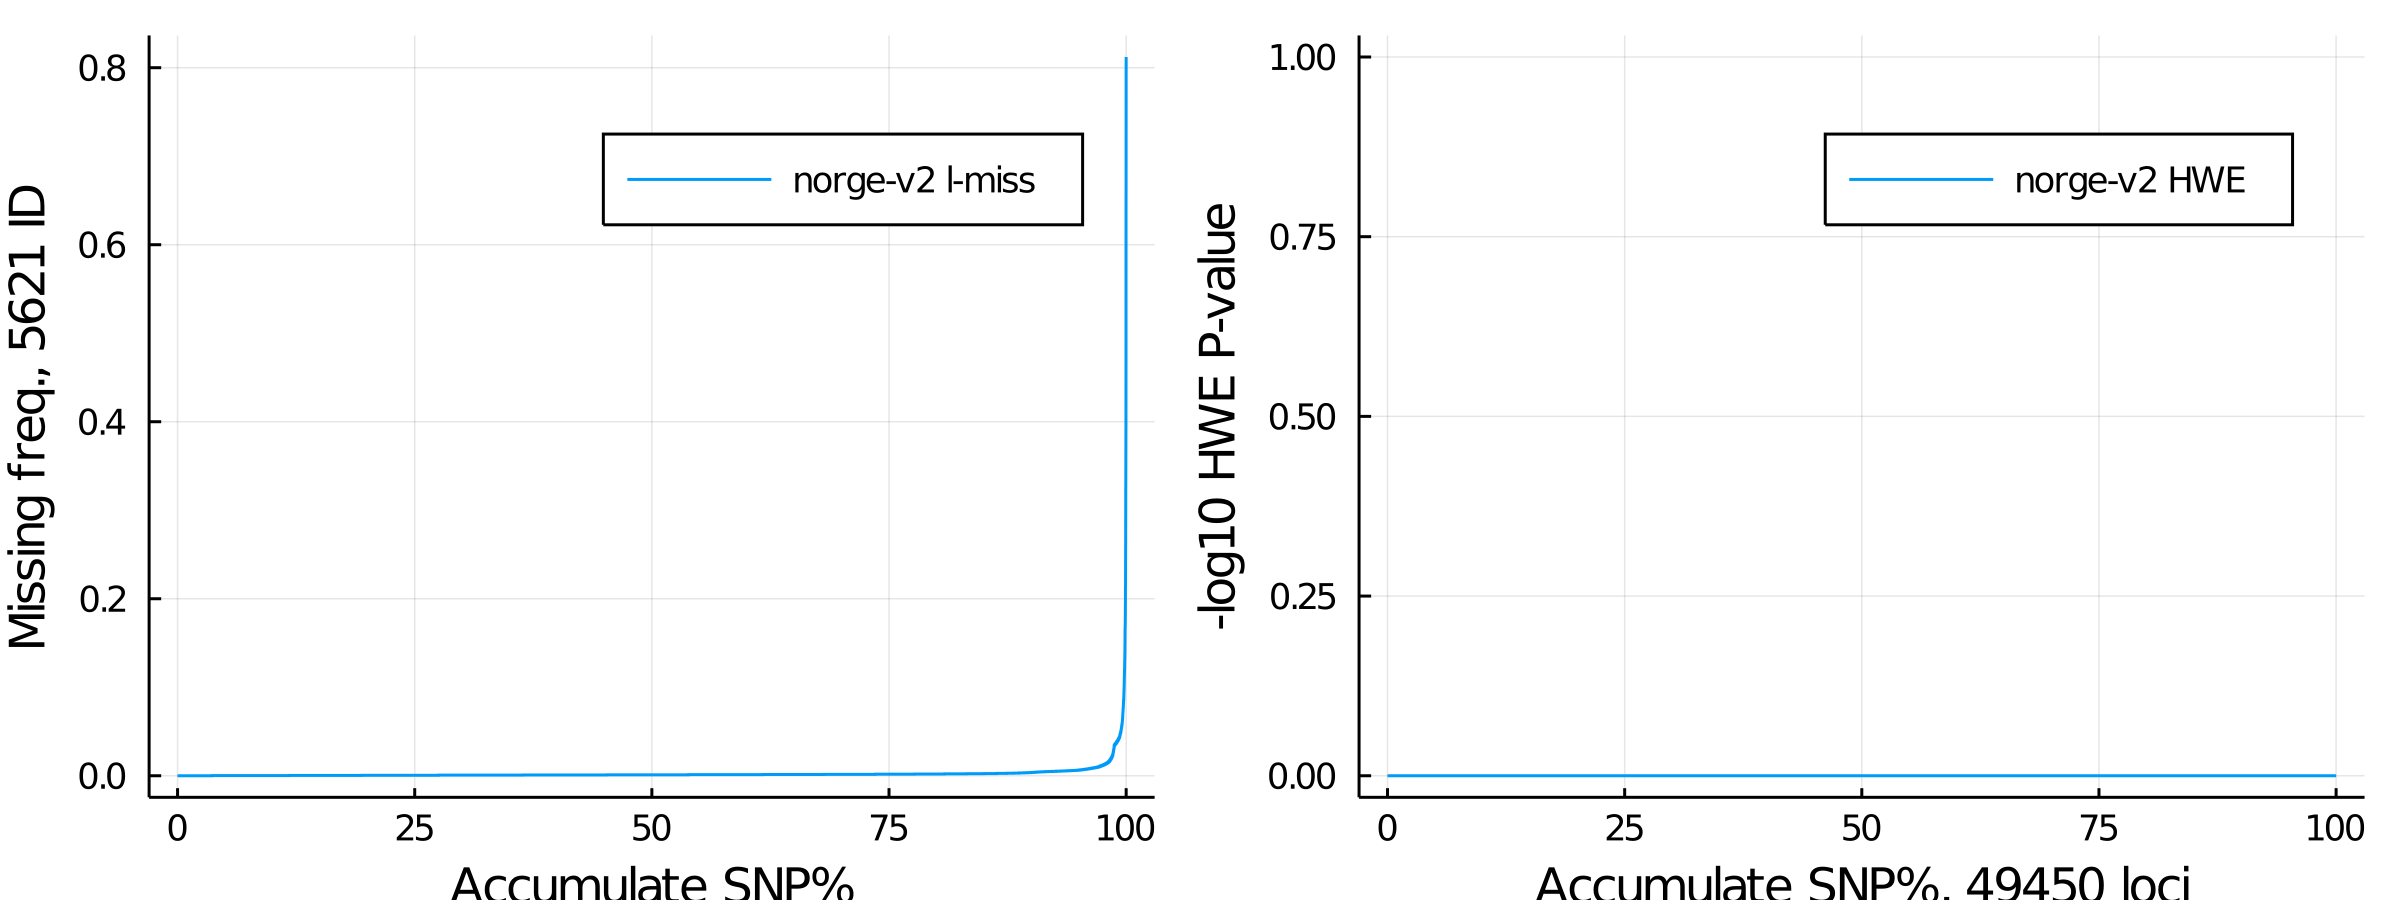 Missing freq., 5621 ID
0.8
0.6
0.4
0.2
0.0
norge-v2 l-miss
0 25 50 75 100
Accumulate SNP%
-log10 HWE P-value
1.00
0.75
0.50
0.25
0.00
norge-v2 HWE
0 25 50 75 100
Accumulate SNP%, 49450 loci